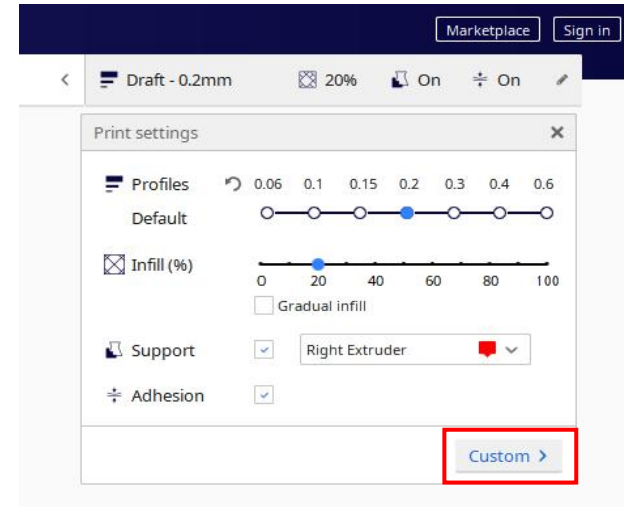 Marketplace Sign in
Draft - 0.2mm 20% On On
Print settings
Profiles 0.06 0.1 0.15 0.2 0.3 0.4 0.6
Default
Infill (%)
0 20 40 60 80 100
Gradual infill
Support Right Extruder
Adhesion
Custom